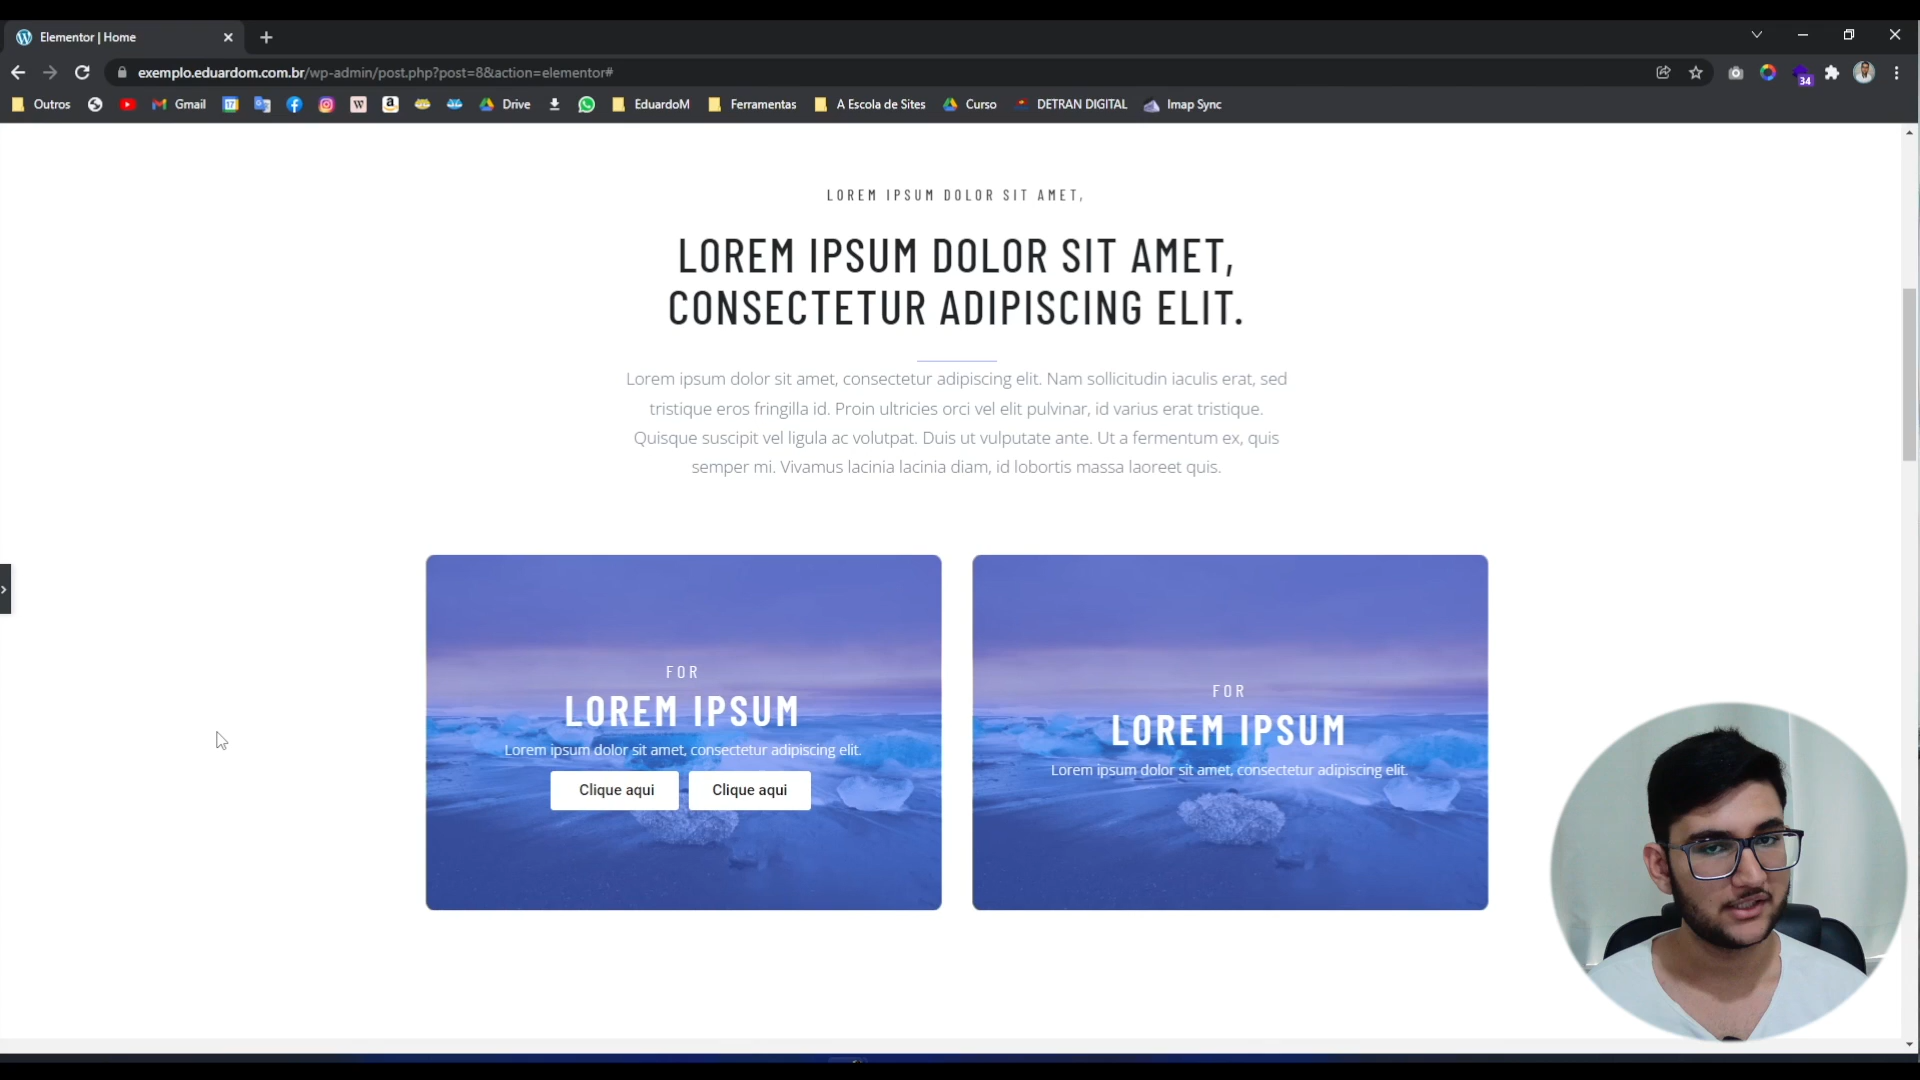 Elementor | Home
exemplo.eduardom.com.br/wp-admin/post.php?post=8&action=elementor#
34
Outros
Gmail
17
W
a
Drive
EduardoM
Ferramentas
A Escola de Sites
Curso
DETRAN DIGITAL
Imap Sync
LOREM IPSUM DOLOR SIT AMET,
LOREM IPSUM DOLOR SIT AMET,
CONSECTETUR ADIPISCING ELIT.
Lorem ipsum dolor sit amet, consectetur adipiscing elit. Nam sollicitudin iaculis erat, sed
tristique eros fringilla id. Proin ultricies orci vel elit pulvinar, id varius erat tristique.
Quisque suscipit vel ligula ac volutpat. Duis ut vulputate ante. Ut a fermentum ex, quis
semper mi. Vivamus lacinia lacinia diam, id lobortis massa laoreet quis.
FOR
LOREM IPSUM
Lorem ipsum dolor sit amet, consectetur adipiscing elit.
Clique aqui
Clique aqui
FOR
LOREM IPSUM
Lorem ipsum dolor sit amet, consectetur adipiscing elit.